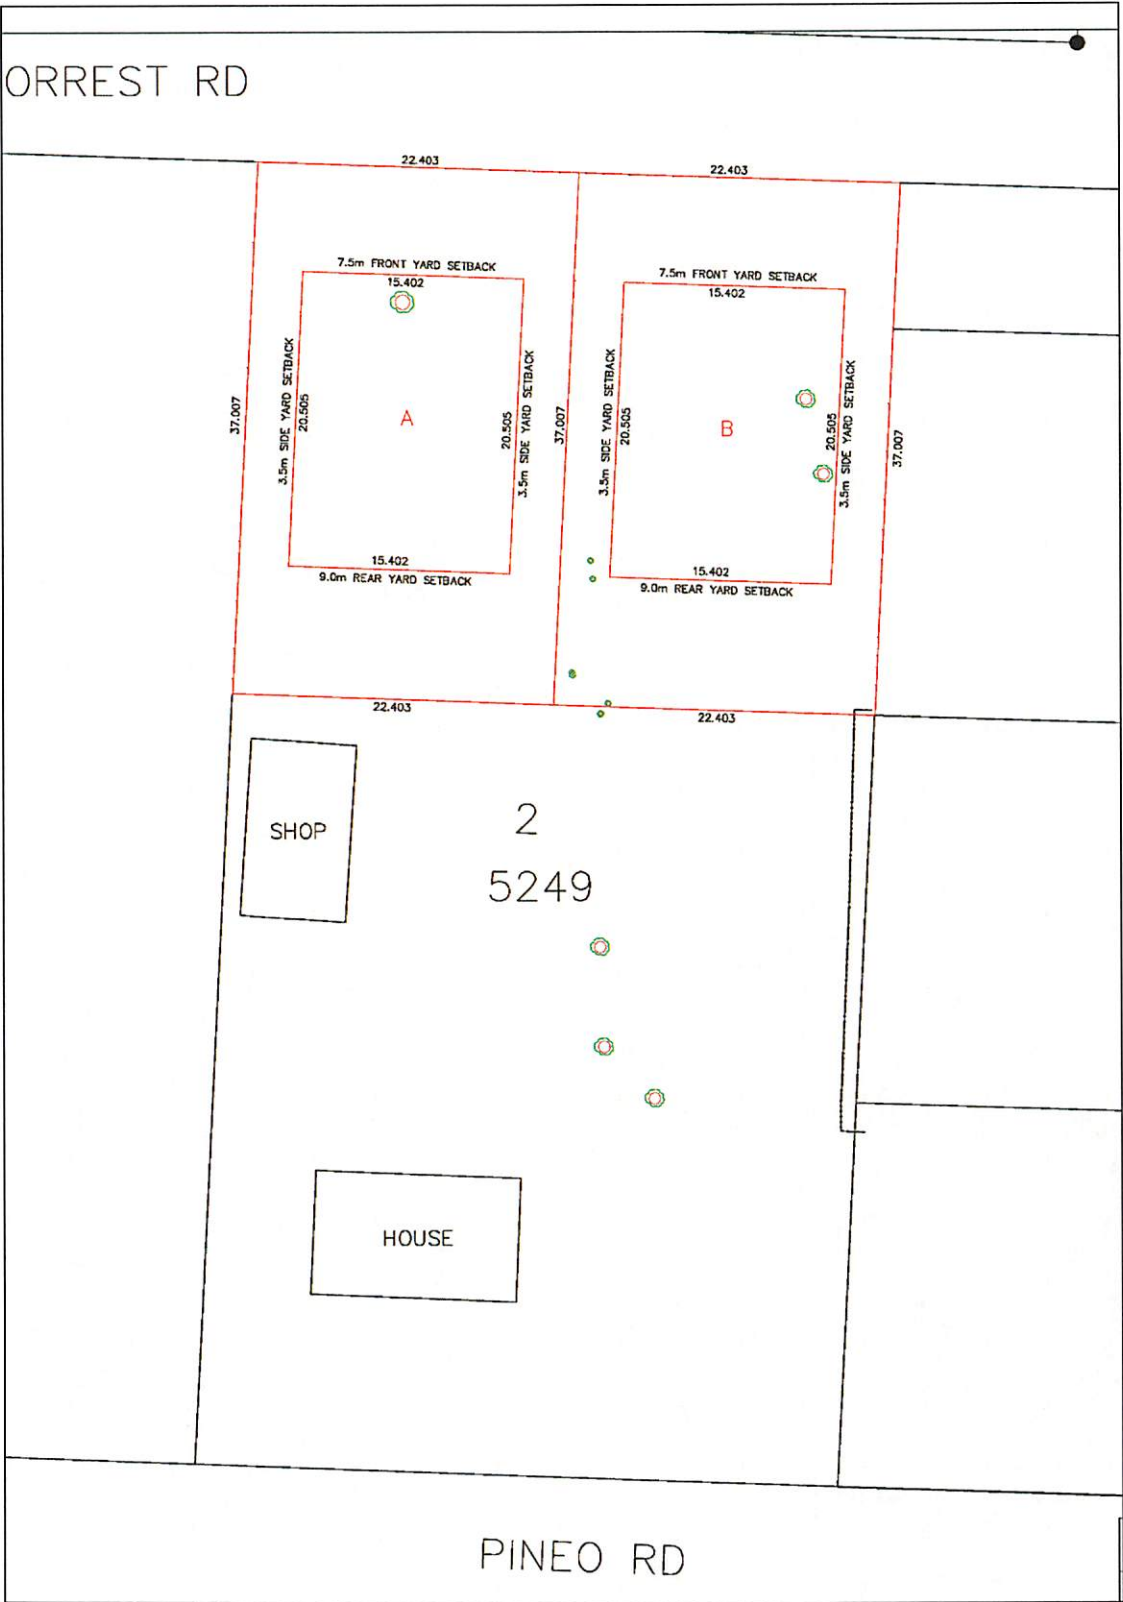 ORREST RD
22.403
22.403
7.5m FRONT YARD SETBACK
15.402
7.5m FRONT YARD SETBACK
15.402
37.007
3.5m SIDE YARD SETBACK
20.505
A
20.505
3.5m SIDE YARD SETBACK
37.007
3.5m SIDE YARD SETBACK
20.505
B
20.505
3.5m SIDE YARD SETBACK
37.007
15.402
9.0m REAR YARD SETBACK
15.402
9.0m REAR YARD SETBACK
22.403
22.403
SHOP
2
5249
HOUSE
PINEO RD